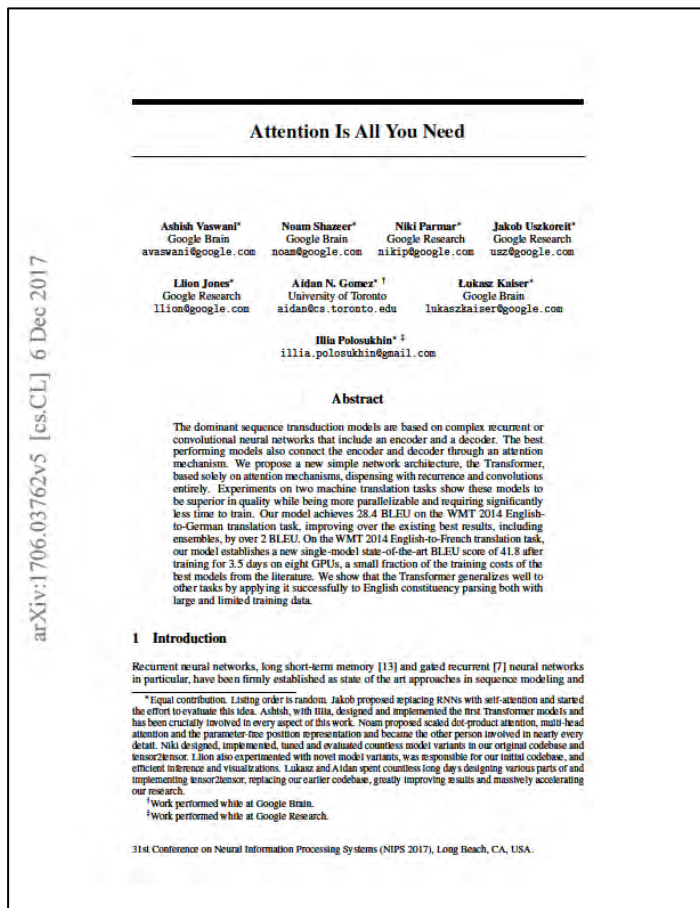 arXiv:1706.03762v5 [cs.CL] 6 Dec 2017
Attention Is All You Need
Ashish Vaswani* Noam Shazeer* Niki Parmar* Jakob Uszkoreit*
Google Brain Google Brain Google Research Google Research
avaswani@google.com noam@google.com nikip@google.com usz@google.com
Llion Jones* Aidan N. Gomez* † Łukasz Kaiser*
Google Research University of Toronto Google Brain
llion@google.com aidan@cs.toronto.edu lukaszkaiser@google.com
Illia Polosukhin* ‡
illia.polosukhin@gmail.com
Abstract
The dominant sequence transduction models are based on complex recurrent or
convolutional neural networks that include an encoder and a decoder. The best
performing models also connect the encoder and decoder through an attention
mechanism. We propose a new simple network architecture, the Transformer,
based solely on attention mechanisms, dispensing with recurrence and convolutions
entirely. Experiments on two machine translation tasks show these models to
be superior in quality while being more parallelizable and requiring significantly
less time to train. Our model achieves 28.4 BLEU on the WMT 2014 English-
to-German translation task, improving over the existing best results, including
ensembles, by over 2 BLEU. On the WMT 2014 English-to-French translation task,
our model establishes a new single-model state-of-the-art BLEU score of 41.8 after
training for 3.5 days on eight GPUs, a small fraction of the training costs of the
best models from the literature. We show that the Transformer generalizes well to
other tasks by applying it successfully to English constituency parsing both with
large and limited training data.
1 Introduction
Recurrent neural networks, long short-term memory [13] and gated recurrent [7] neural networks
in particular, have been firmly established as state of the art approaches in sequence modeling and
*Equal contribution. Listing order is random. Jakob proposed replacing RNNs with self-attention and started
the effort to evaluate this idea. Ashish, with Illia, designed and implemented the first Transformer models and
has been crucially involved in every aspect of this work. Noam proposed scaled dot-product attention, multi-head
attention and the parameter-free position representation and became the other person involved in nearly every
detail. Niki designed, implemented, tuned and evaluated countless model variants in our original codebase and
tensor2tensor. Llion also experimented with novel model variants, was responsible for our initial codebase, and
efficient inference and visualizations. Lukasz and Aidan spent countless long days designing various parts of and
implementing tensor2tensor, replacing our earlier codebase, greatly improving results and massively accelerating
our research.
†Work performed while at Google Brain.
‡Work performed while at Google Research.
31st Conference on Neural Information Processing Systems (NIPS 2017), Long Beach, CA, USA.